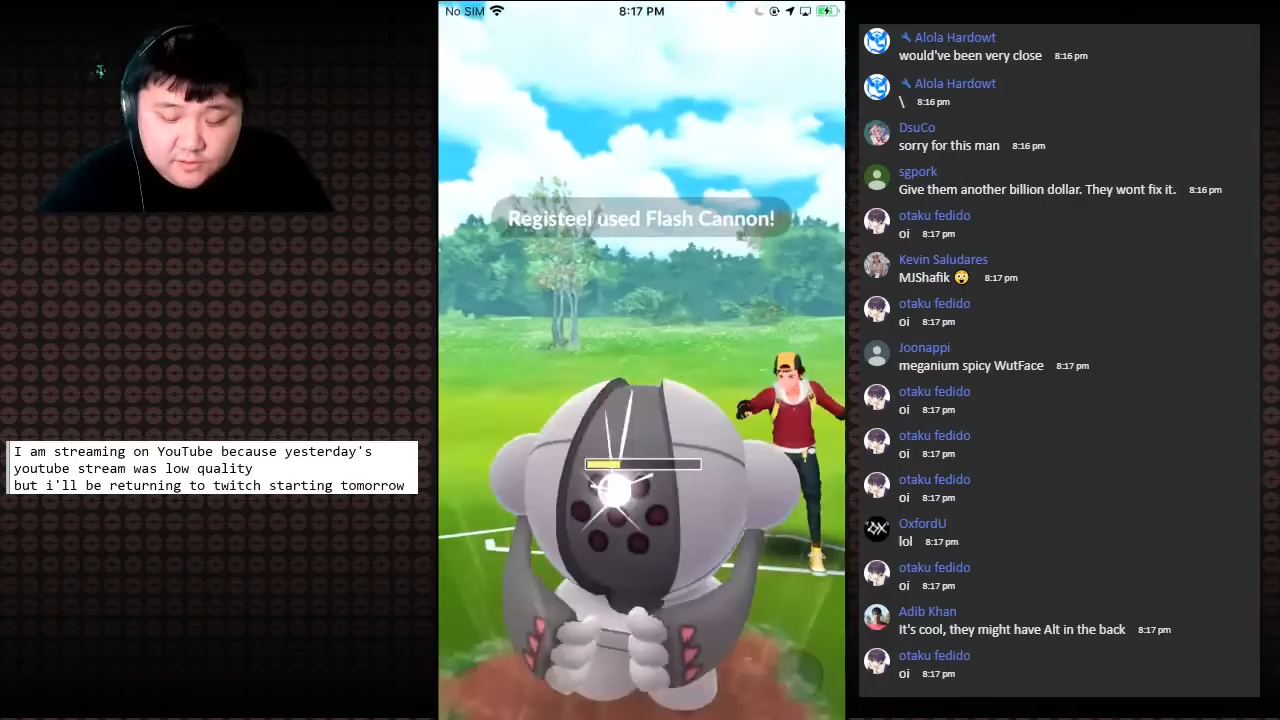 No SIM
8:17 PM
Registeel used Flash Cannon!
I am streaming on YouTube because yesterday's
youtube stream was low quality
but i'll be returning to twitch starting tomorrow
Alola Hardowt
would've been very close 8:16 pm
Alola Hardowt
\ 8:16 pm
DsuCo
sorry for this man 8:16 pm
sgpork
Give them another billion dollar. They wont fix it. 8:16 pm
otaku fedido
oi 8:17 pm
Kevin Saludares
MJShafik 😲 8:17 pm
otaku fedido
oi 8:17 pm
Joonappi
meganium spicy WutFace 8:17 pm
otaku fedido
oi 8:17 pm
otaku fedido
oi 8:17 pm
otaku fedido
oi 8:17 pm
OxfordU
lol 8:17 pm
otaku fedido
oi 8:17 pm
Adib Khan
It's cool, they might have Alt in the back 8:17 pm
otaku fedido
oi 8:17 pm